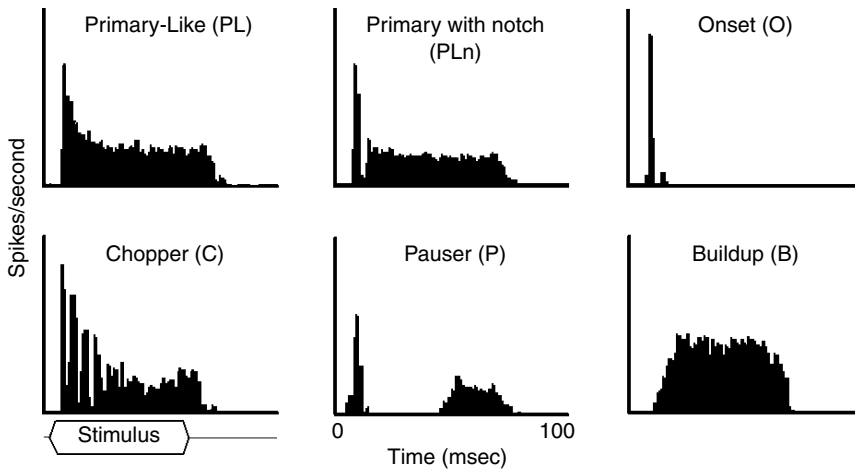 Primary-Like (PL)
Primary with notch
(PLn)
Onset (O)
Spikes/second
Chopper (C)
Pauser (P)
Buildup (B)
Stimulus
0
100
Time (msec)